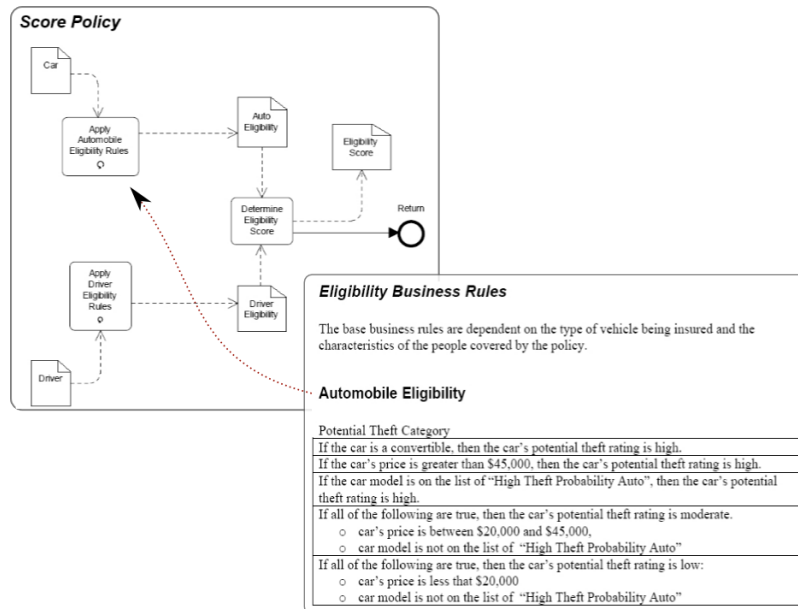 Score Policy
Car
Apply
Automobile
Eligibility Rules
Auto
Eligibility
Eligibility
Score
Determine
Eligibility
Score
Return
Apply
Driver
Eligibility
Rules
Driver
Eligibility
Driver
Eligibility Business Rules
The base business rules are dependent on the type of vehicle being insured and the
characteristics of the people covered by the policy.
Automobile Eligibility
Potential Theft Category
If the car is a convertible, then the car’s potential theft rating is high.
If the car’s price is greater than $45,000, then the car’s potential theft rating is high.
If the car model is on the list of “High Theft Probability Auto”, then the car’s potential
theft rating is high.
If all of the following are true, then the car’s potential theft rating is moderate.
o car’s price is between $20,000 and $45,000,
o car model is not on the list of “High Theft Probability Auto”
If all of the following are true, then the car’s potential theft rating is low:
o car’s price is less that $20,000
o car model is not on the list of “High Theft Probability Auto”